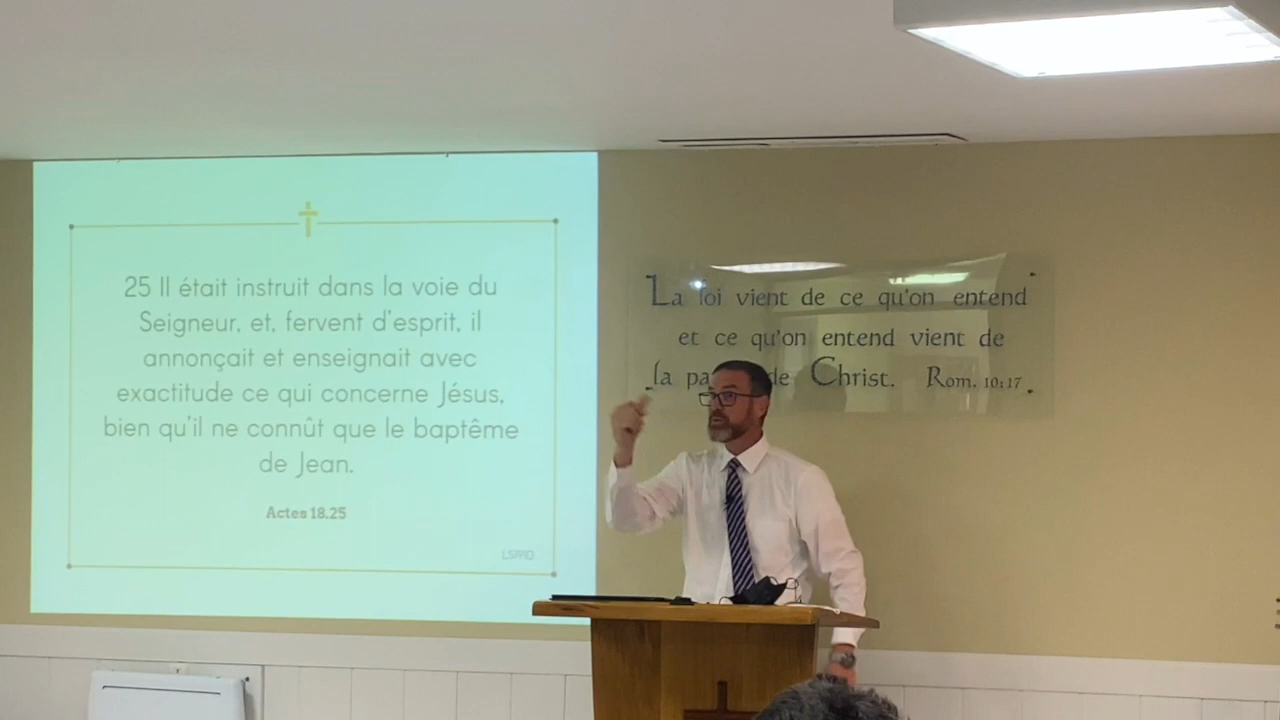 25 Il était instruit dans la voie du
Seigneur, et, fervent d'esprit, il
annonçait et enseignait avec
exactitude ce qui concerne Jésus,
bien qu'il ne connût que le baptême
de Jean.
Actes 18.25
La foi vient de ce qu'on entend
et ce qu'on entend vient de
la pa de Christ. Rom. 10:17